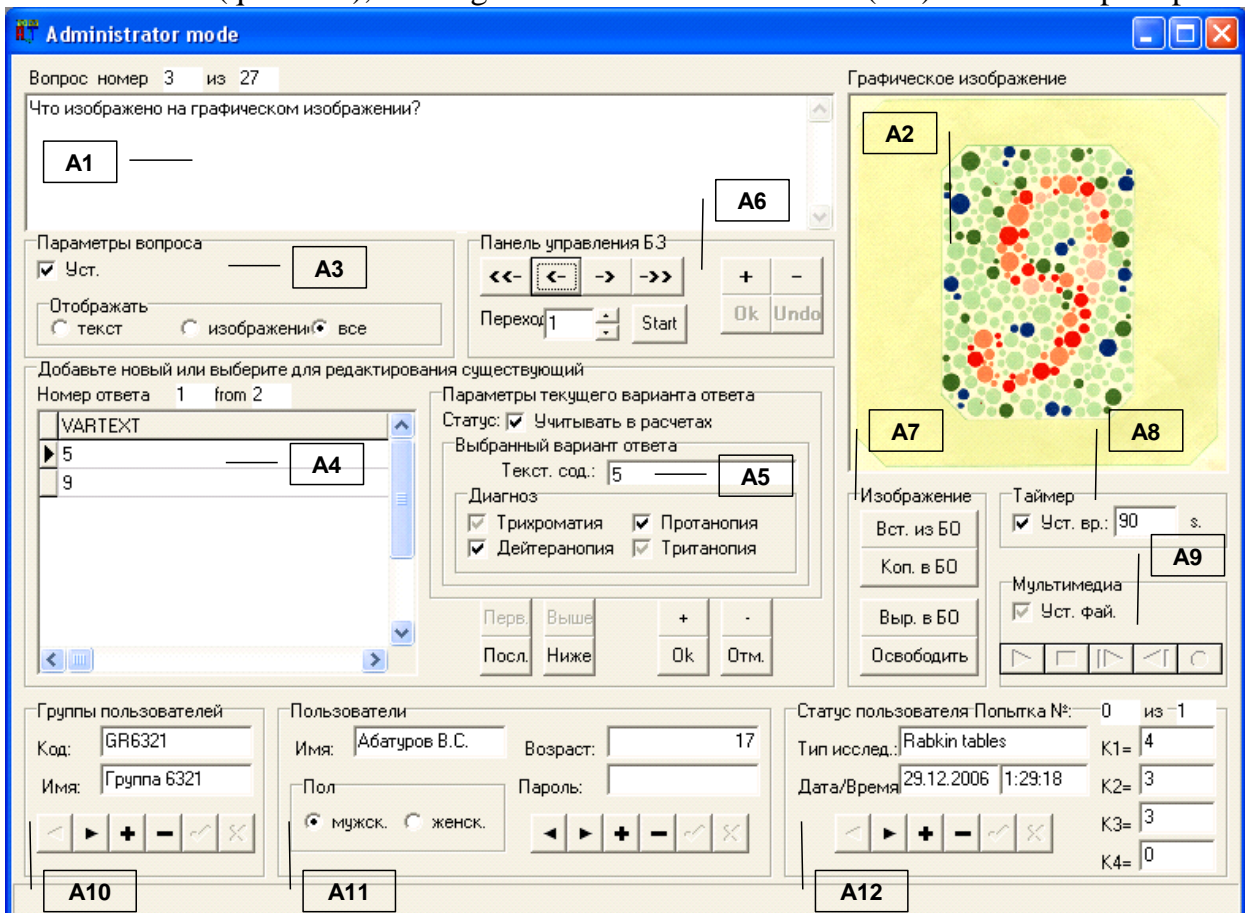 Administrator mode
Вопрос номер 3 из 27
Графическое изображение
Что изображено на графическом изображении?
A1
A2
A6
Параметры вопроса
Уст.
A3
Отображать
текст изображени все
Панель управления БЗ
<<- <- -> ->> + -
Переход 1 Start Ok Undo
Добавьте новый или выберите для редактирования существующий
Номер ответа 1 from 2
VARTEXT
5
9
A4
Параметры текущего варианта ответа
Статус: Учитывать в расчетах
Выбранный вариант ответа
Текст. сод.: 5
A5
Диагноз
Трихроматия Протанопия
Дейтеранопия Тританопия
Перв. Выше + -
Посл. Ниже Ok Отм.
A7
A8
Изображение
Вст. из БО
Коп. в БО
Выр. в БО
Освободить
Таймер
Уст. вр.: 90 s.
A9
Мультимедиа
Уст. фай.
Группы пользователей
Код: GR6321
Имя: Группа 6321
A10
Пользователи
Имя: Абатуров В.С. Возраст: 17
Пол Пароль:
мужск. женск.
A11
Статус пользователя Попытка №: 0 из 1
Тип исслед.: Rabkin tables K1= 4
Дата/Время 29.12.2006 1:29:18 K2= 3
K3= 3
K4= 0
A12